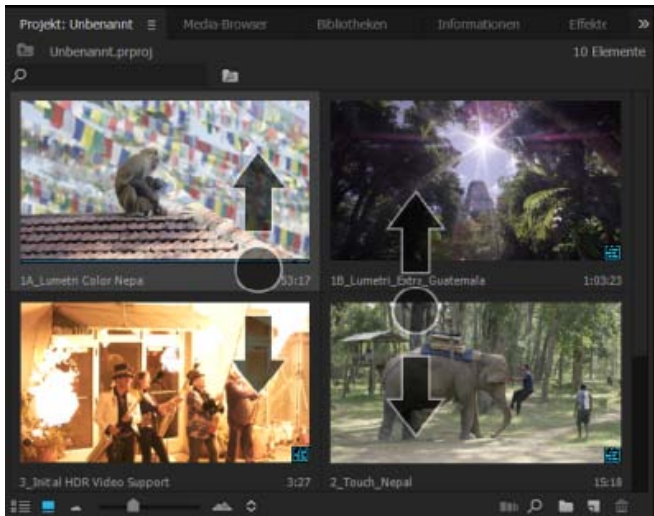 Projekt: Unbenannt Media-Browser Bibliotheken Informationen Effekte
Unbenannt.prproj 10 Elemente
1A_Lumetri Color Nepa 53:17 1B_Lumetri_Extra_Guatemala 1:03:23
3_Initial HDR Video Support 3:27 2_Touch_Nepal 15:18